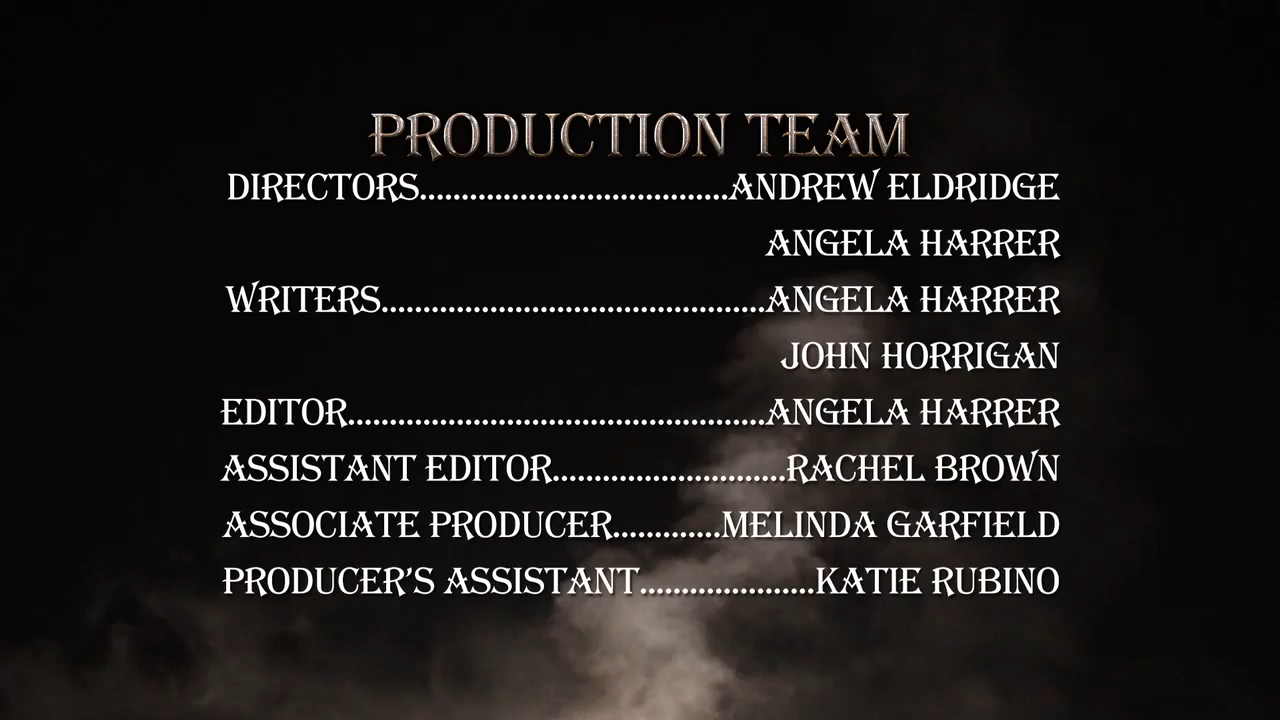 PRODUCTION TEAM
DIRECTORS.....................................ANDREW ELDRIDGE
ANGELA HARRER
WRITERS..............................................ANGELA HARRER
JOHN HORRIGAN
EDITOR..................................................ANGELA HARRER
ASSISTANT EDITOR............................RACHEL BROWN
ASSOCIATE PRODUCER.............MELINDA GARFIELD
PRODUCER'S ASSISTANT.....................KATIE RUBINO